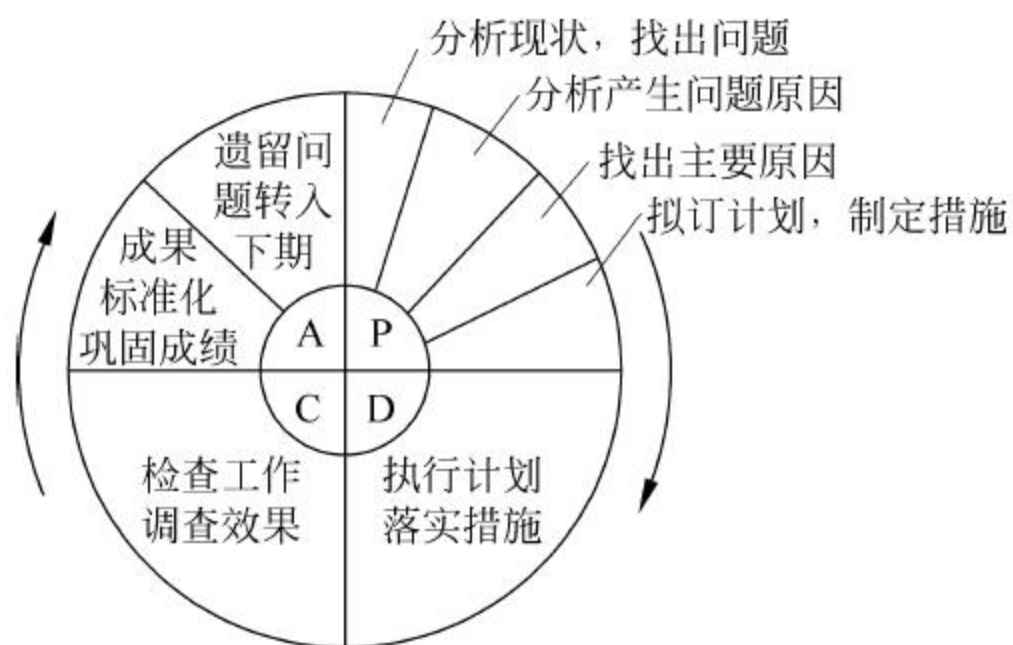 分析现状，找出问题
分析产生问题原因
找出主要原因
拟订计划，制定措施
遗留问
题转入
下期
成果
标准化
巩固成绩
A
P
C
D
检查工作
调查效果
执行计划
落实措施